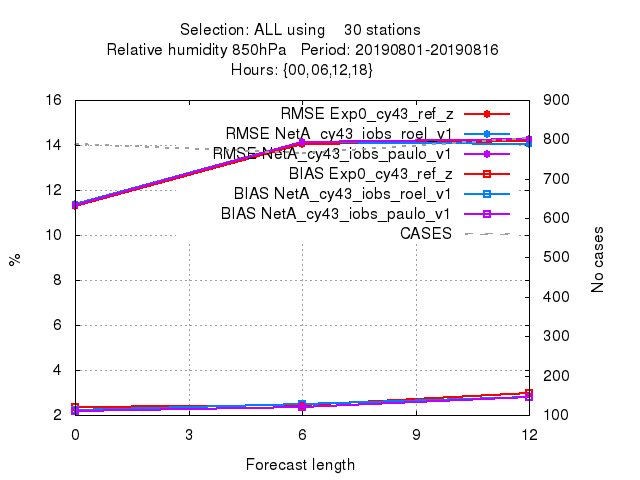 Selection: ALL using    30 stations
Relative humidity 850hPa   Period: 20190801-20190816
Hours: {00,06,12,18}
16
14
12
10
8
6
4
2
%
900
800
700
600
500
400
300
200
100
No cases
RMSE Exp0_cy43_ref_z
RMSE NetA_cy43_iobs_roel_v1
RMSE NetA_cy43_iobs_paulo_v1
BIAS Exp0_cy43_ref_z
BIAS NetA_cy43_iobs_roel_v1
BIAS NetA_cy43_iobs_paulo_v1
CASES
0 3 6 9 12
Forecast length